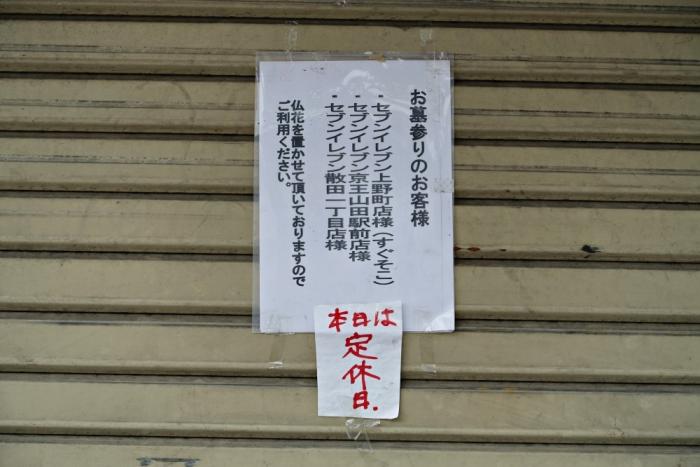 お墓参りのお客様
・セブンイレブン上野町店様(すぐそこ)
・セブンイレブン京王山田駅前店様
・セブンイレブン散田一丁目店様
仏花を置かせて頂いておりますので
ご利用ください。
本日は
定休日.